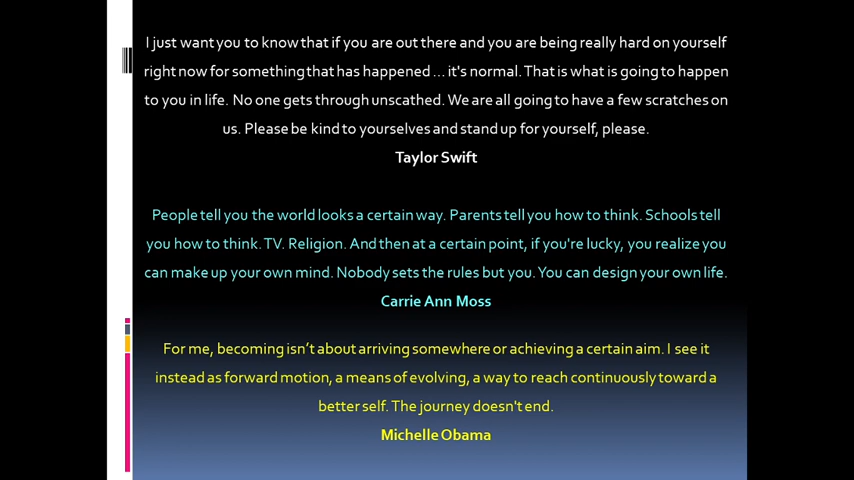 I just want you to know that if you are out there and you are being really hard on yourself
right now for something that has happened ... it's normal. That is what is going to happen
to you in life. No one gets through unscathed. We are all going to have a few scratches on
us. Please be kind to yourselves and stand up for yourself, please.
Taylor Swift
People tell you the world looks a certain way. Parents tell you how to think. Schools tell
you how to think. TV. Religion. And then at a certain point, if you're lucky, you realize you
can make up your own mind. Nobody sets the rules but you. You can design your own life.
Carrie Ann Moss
For me, becoming isn’t about arriving somewhere or achieving a certain aim. I see it
instead as forward motion, a means of evolving, a way to reach continuously toward a
better self. The journey doesn't end.
Michelle Obama